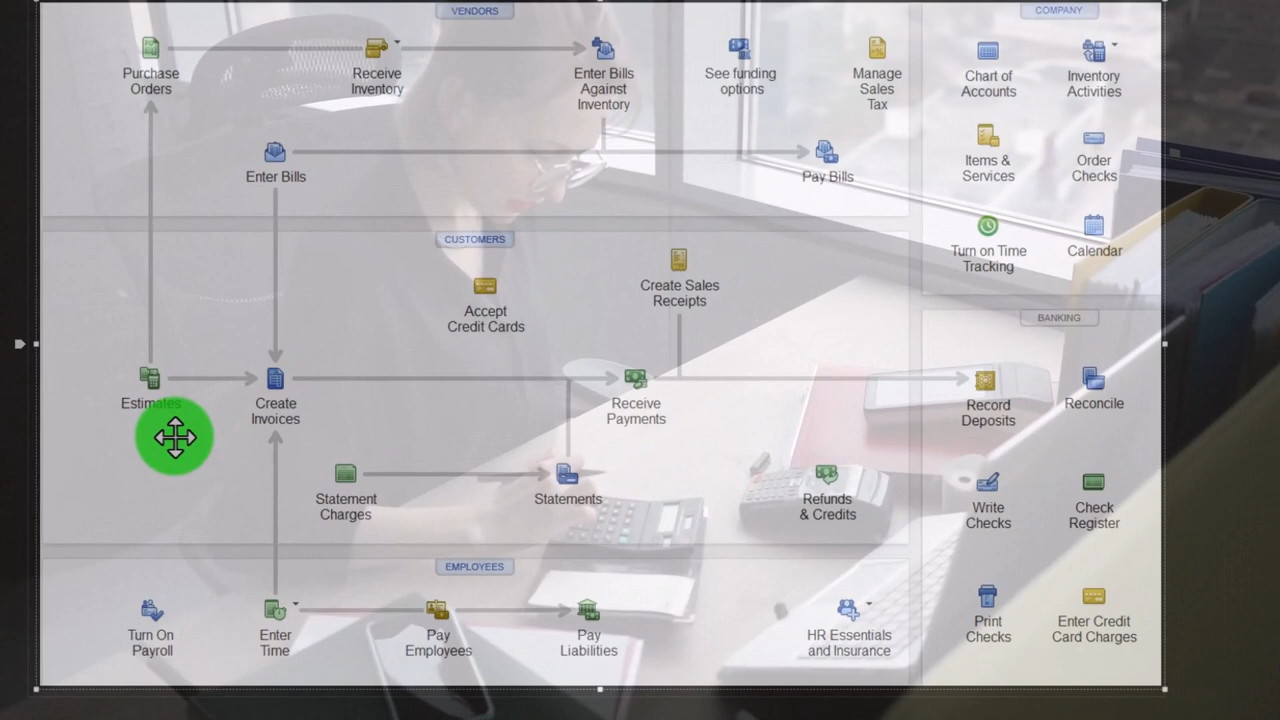 VENDORS
Purchase
Orders
Receive
Inventory
Enter Bills
Against
Inventory
See funding
options
Manage
Sales
Tax
Enter Bills
Pay Bills
COMPANY
Chart of
Accounts
Inventory
Activities
Items &
Services
Order
Checks
Turn on Time
Tracking
Calendar
CUSTOMERS
Accept
Credit Cards
Create Sales
Receipts
Estimates
Create
Invoices
Receive
Payments
Statement
Charges
Statements
Refunds
& Credits
BANKING
Record
Deposits
Reconcile
Write
Checks
Check
Register
Print
Checks
Enter Credit
Card Charges
EMPLOYEES
Turn On
Payroll
Enter
Time
Pay
Employees
Pay
Liabilities
HR Essentials
and Insurance